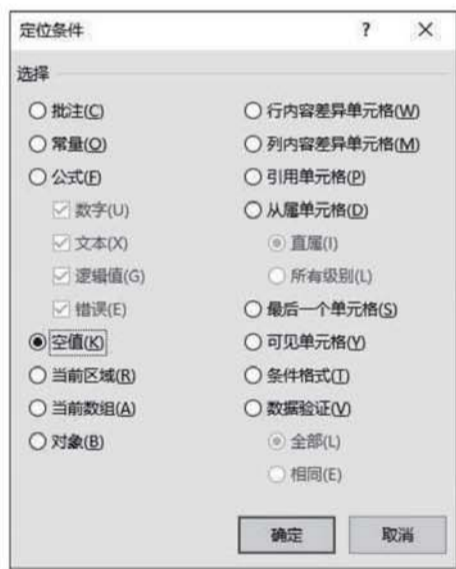 定位条件 ? ×
选择
批注(C)
常量(O)
公式(F)
数字(U)
文本(X)
逻辑值(G)
错误(E)
空值(K)
当前区域(R)
当前数组(A)
对象(B)
行内容差异单元格(W)
列内容差异单元格(M)
引用单元格(P)
从属单元格(D)
直属(I)
所有级别(L)
最后一个单元格(S)
可见单元格(Y)
条件格式(T)
数据验证(V)
全部(L)
相同(E)
确定
取消